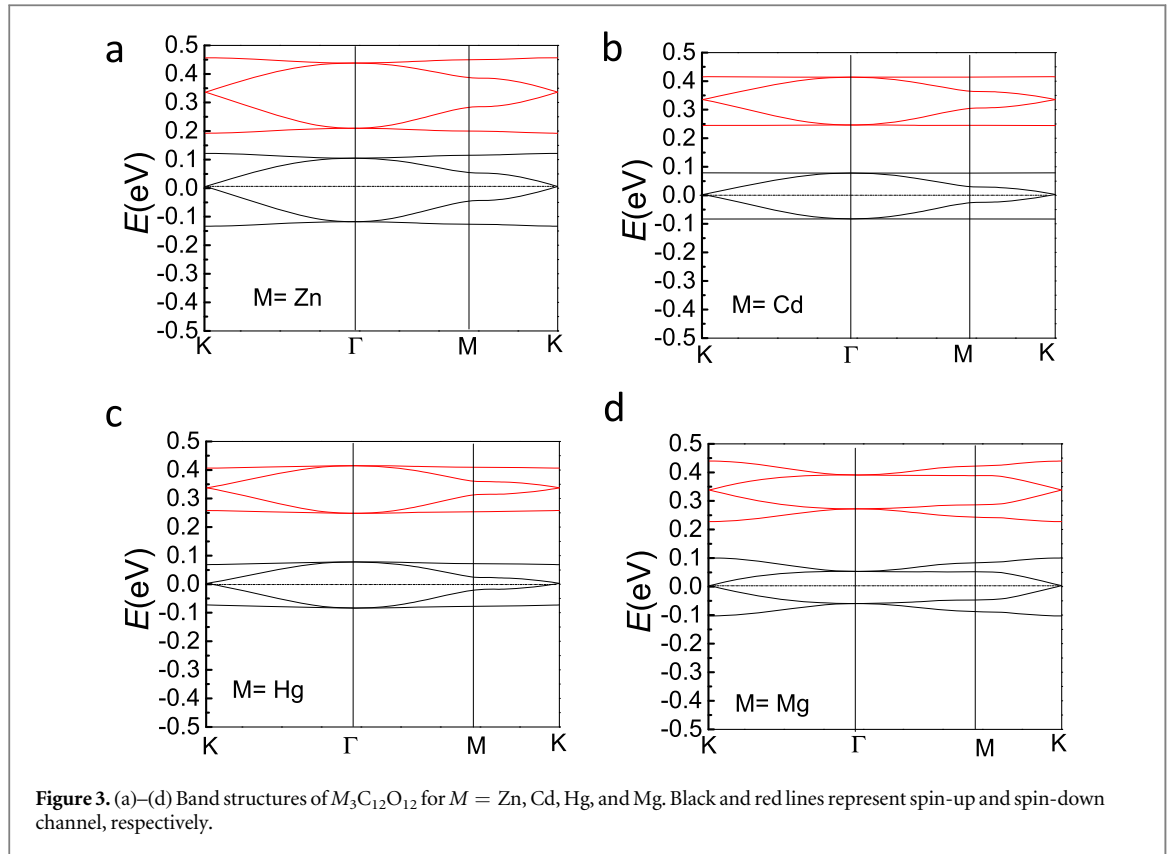 a
0.5
0.4
0.3
0.2
0.1
0.0
-0.1
-0.2
-0.3
-0.4
-0.5
E(eV)
M= Zn
K Γ M K
b
0.5
0.4
0.3
0.2
0.1
0.0
-0.1
-0.2
-0.3
-0.4
-0.5
E(eV)
M= Cd
K Γ M K
c
0.5
0.4
0.3
0.2
0.1
0.0
-0.1
-0.2
-0.3
-0.4
-0.5
E(eV)
M= Hg
K Γ M K
d
0.5
0.4
0.3
0.2
0.1
0.0
-0.1
-0.2
-0.3
-0.4
-0.5
E(eV)
M= Mg
K Γ M K
Figure 3. (a)–(d) Band structures of M₃C₁₂O₁₂ for M = Zn, Cd, Hg, and Mg. Black and red lines represent spin-up and spin-down
channel, respectively.